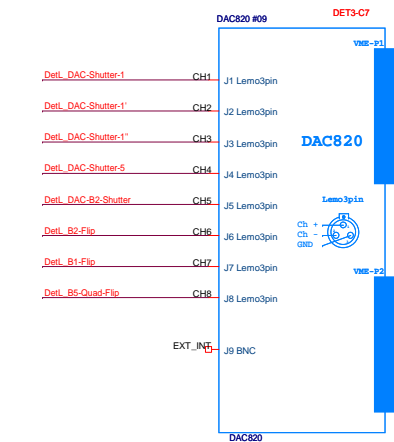 DET3-C7
DAC820 #09
VME-P1
DetL_DAC-Shutter-1 CH1 J1 Lemo3pin
DetL_DAC-Shutter-1' CH2 J2 Lemo3pin
DetL_DAC-Shutter-1" CH3 J3 Lemo3pin
DAC820
DetL_DAC-Shutter-5 CH4 J4 Lemo3pin
DetL_DAC-B2-Shutter CH5 J5 Lemo3pin
Lemo3pin
Ch +
Ch -
GND
DetL_B2-Flip CH6 J6 Lemo3pin
DetL_B1-Flip CH7 J7 Lemo3pin
VME-P2
DetL_B5-Quad-Flip CH8 J8 Lemo3pin
EXT_INT J9 BNC
DAC820